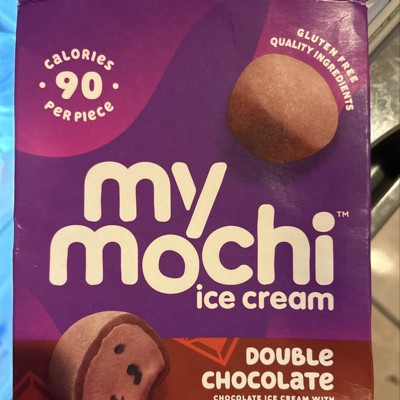 CALORIES
• 90 •
PER PIECE
GLUTEN FREE
QUALITY INGREDIENTS
my
mochi™
ice cream
DOUBLE
CHOCOLATE
CHOCOLATE ICE CREAM WITH